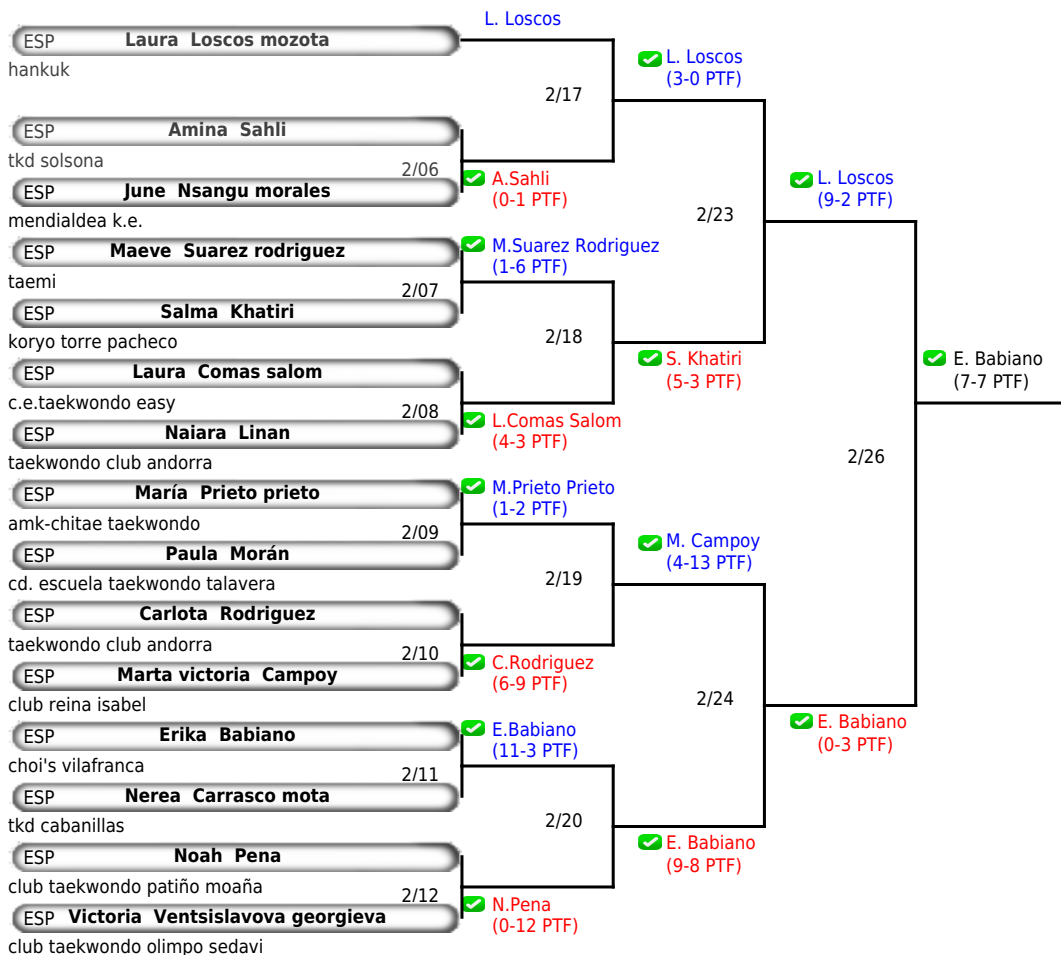 L. Loscos
ESP Laura Loscos mozota
hankuk
L. Loscos
(3-0 PTF)
2/17
ESP Amina Sahli
tkd solsona
2/06
ESP June Nsangu morales
mendialdea k.e.
A.Sahli
(0-1 PTF)
L. Loscos
(9-2 PTF)
2/23
ESP Maeve Suarez rodriguez
taemi
M.Suarez Rodriguez
(1-6 PTF)
2/07
ESP Salma Khatiri
koryo torre pacheco
2/18
S. Khatiri
(5-3 PTF)
E. Babiano
(7-7 PTF)
ESP Laura Comas salom
c.e.taekwondo easy
2/08
ESP Naiara Linan
taekwondo club andorra
L.Comas Salom
(4-3 PTF)
2/26
ESP María Prieto prieto
amk-chitae taekwondo
M.Prieto Prieto
(1-2 PTF)
2/09
ESP Paula Morán
cd. escuela taekwondo talavera
M. Campoy
(4-13 PTF)
2/19
ESP Carlota Rodriguez
taekwondo club andorra
2/10
ESP Marta victoria Campoy
club reina isabel
C.Rodriguez
(6-9 PTF)
2/24
ESP Erika Babiano
choi's vilafranca
E.Babiano
(11-3 PTF)
E. Babiano
(0-3 PTF)
2/11
ESP Nerea Carrasco mota
tkd cabanillas
2/20
E. Babiano
(9-8 PTF)
ESP Noah Pena
club taekwondo patiño moaña
2/12
ESP Victoria Ventsislavova georgieva
club taekwondo olimpo sedavi
N.Pena
(0-12 PTF)